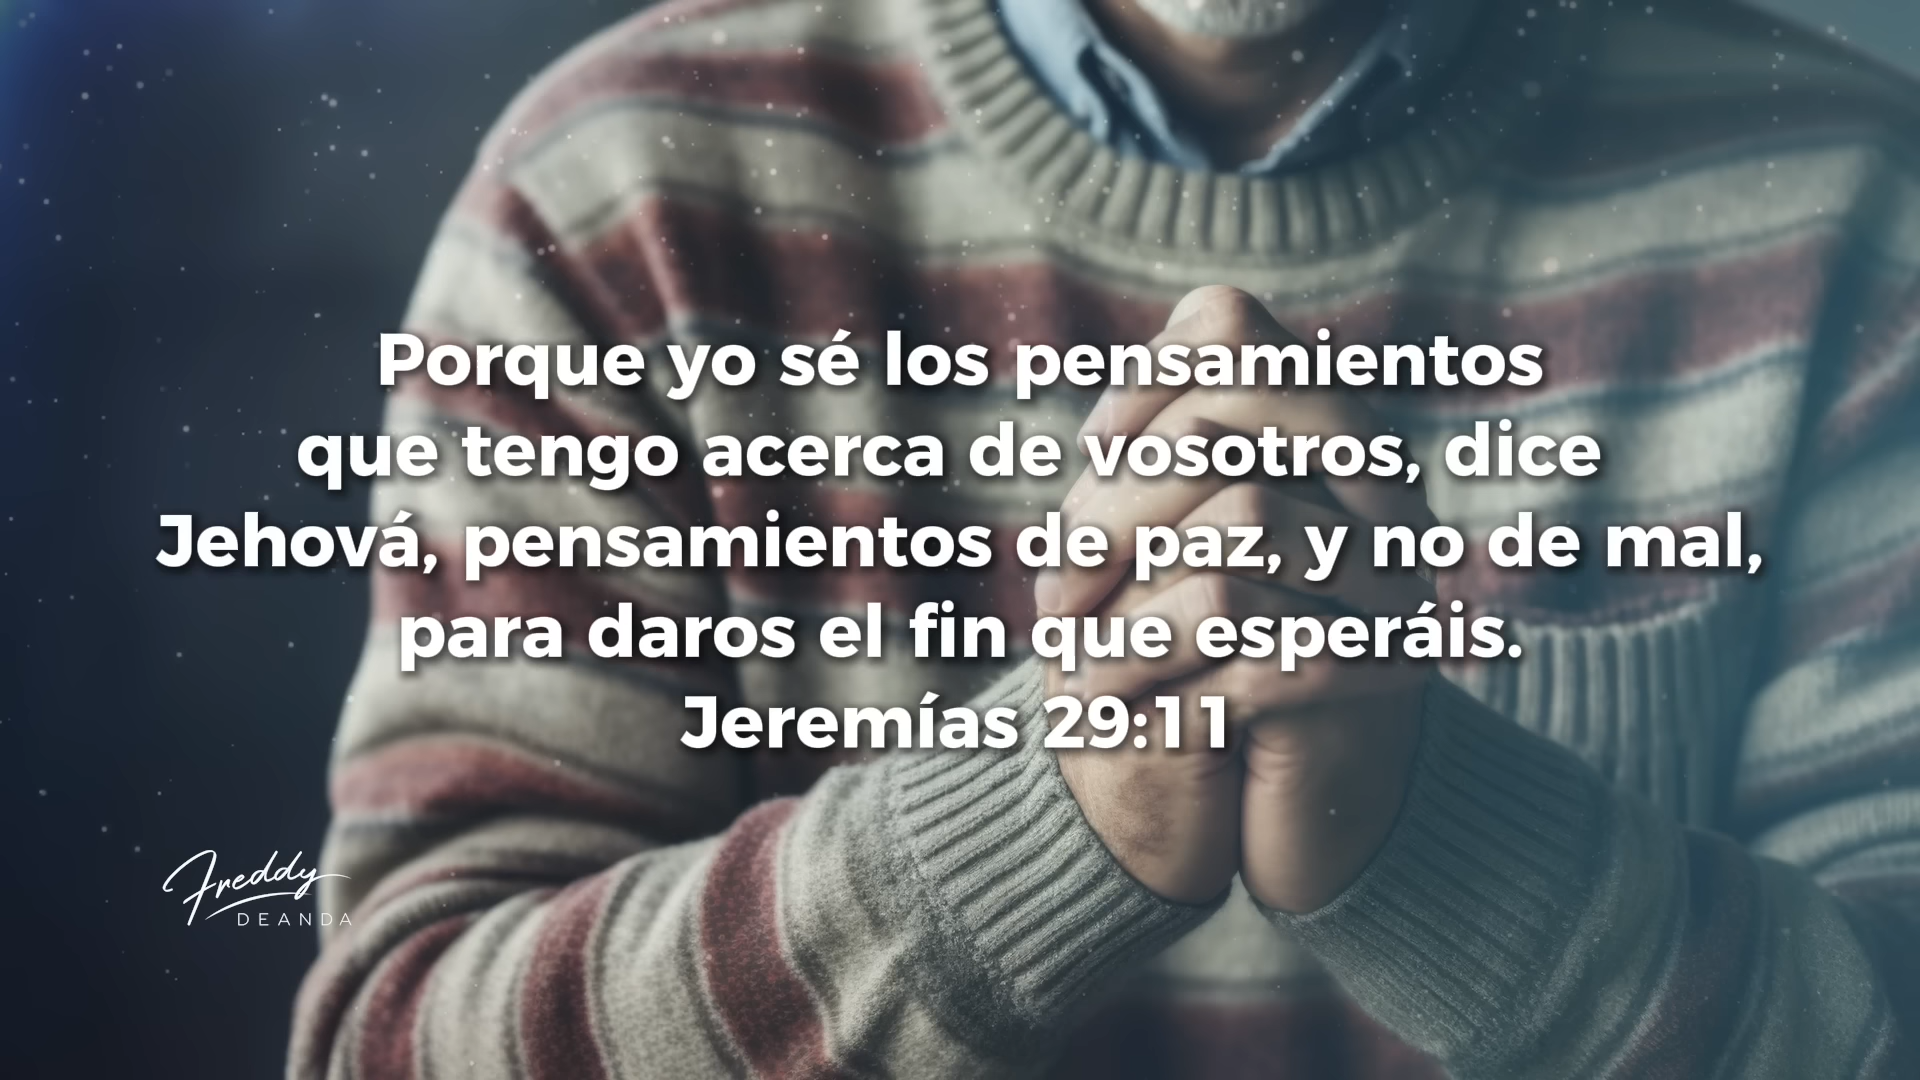 Porque yo sé los pensamientos
que tengo acerca de vosotros, dice
Jehová, pensamientos de paz, y no de mal,
para daros el fin que esperáis.
Jeremías 29:11
Freddy
DEANDA